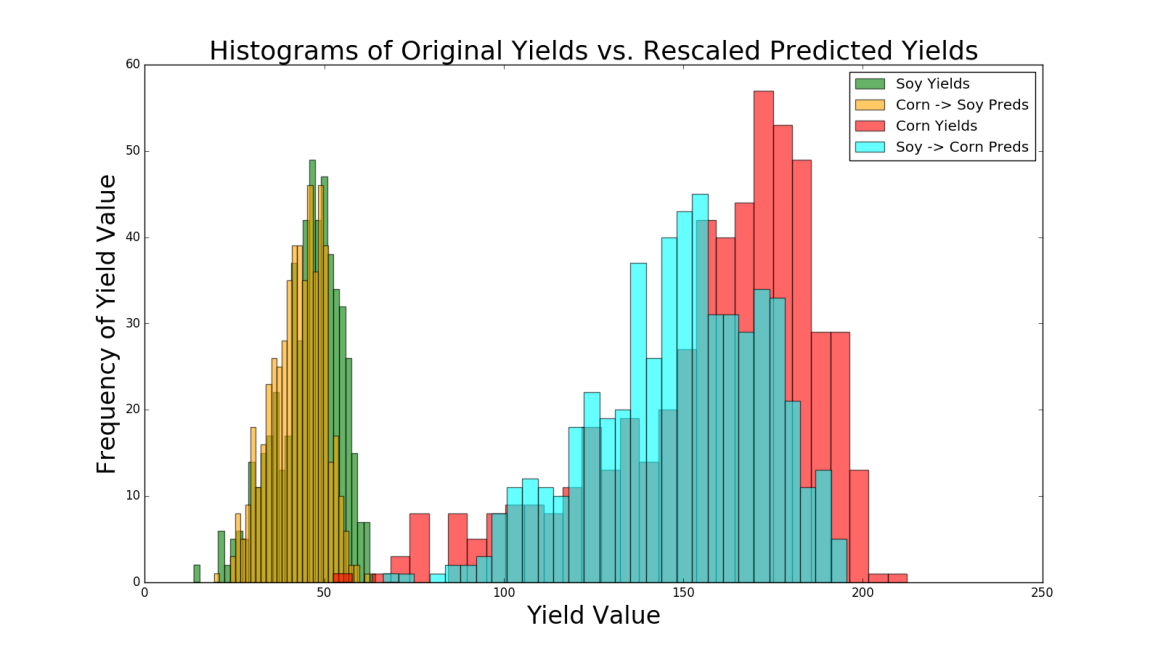 Histograms of Original Yields vs. Rescaled Predicted Yields
60
50
40
30
20
10
0
Frequency of Yield Value
Soy Yields
Corn -> Soy Preds
Corn Yields
Soy -> Corn Preds
0 50 100 150 200 250
Yield Value